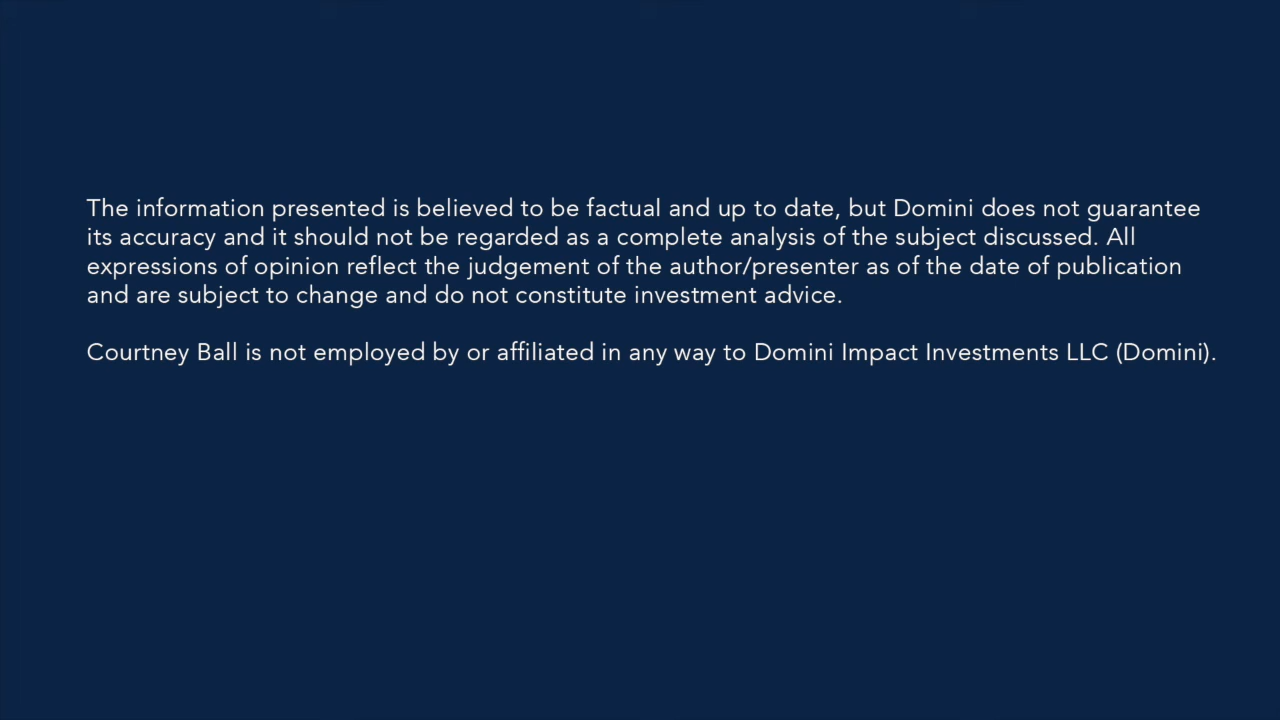 The information presented is believed to be factual and up to date, but Domini does not guarantee
its accuracy and it should not be regarded as a complete analysis of the subject discussed. All
expressions of opinion reflect the judgement of the author/presenter as of the date of publication
and are subject to change and do not constitute investment advice.
Courtney Ball is not employed by or affiliated in any way to Domini Impact Investments LLC (Domini).